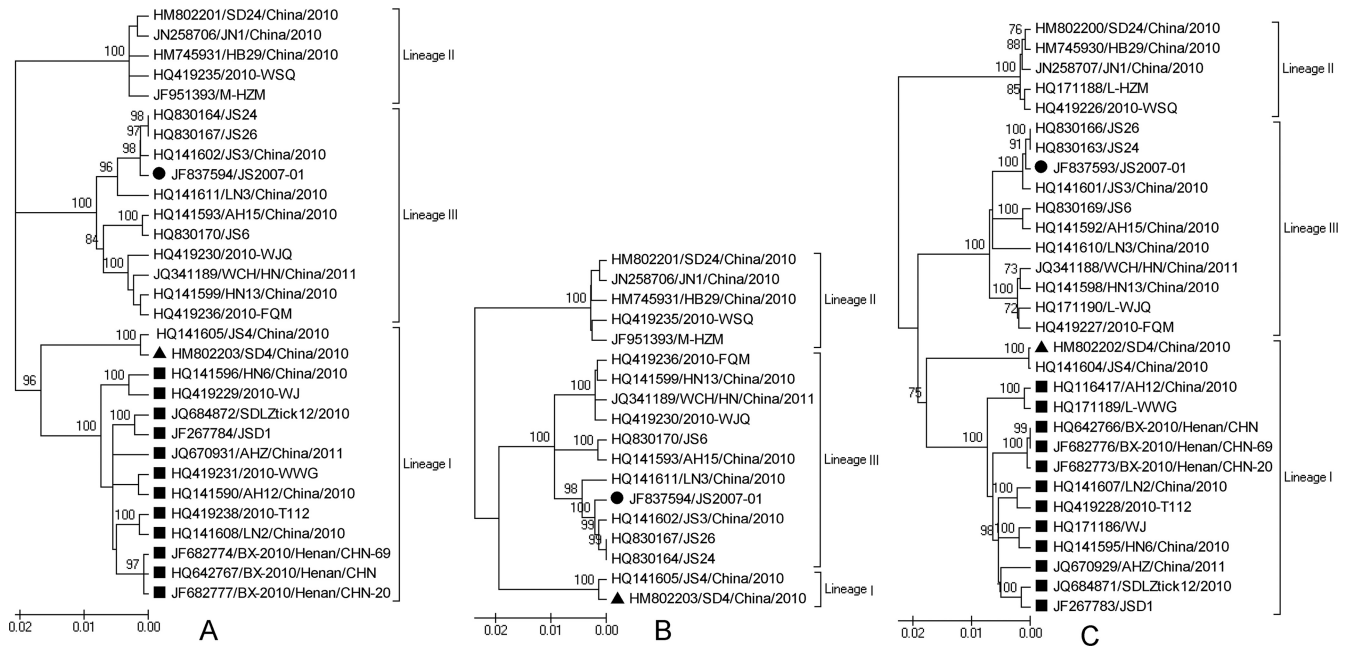 HM802201/SD24/China/2010
JN258706/JN1/China/2010
100
HM745931/HB29/China/2010
Lineage II
HQ419235/2010-WSQ
JF951393/M-HZM
98
HQ830164/JS24
97
HQ830167/JS26
98
HQ141602/JS3/China/2010
96
JF837594/JS2007-01
HQ141611/LN3/China/2010
100
100
HQ141593/AH15/China/2010
Lineage III
HQ830170/JS6
84
HQ419230/2010-WJQ
100
JQ341189/WCH/HN/China/2011
HQ141599/HN13/China/2010
HQ419236/2010-FQM
100
HQ141605/JS4/China/2010
HM802203/SD4/China/2010
96
100
HQ141596/HN6/China/2010
HQ419229/2010-WJ
100
JQ684872/SDLZtick12/2010
100
JF267784/JSD1
JQ670931/AHZ/China/2011
Lineage I
HQ419231/2010-WWG
HQ141590/AH12/China/2010
100
HQ419238/2010-T112
HQ141608/LN2/China/2010
JF682774/BX-2010/Henan/CHN-69
97
HQ642767/BX-2010/Henan/CHN
JF682777/BX-2010/Henan/CHN-20
0.02 0.01 0.00
A
HM802201/SD24/China/2010
JN258706/JN1/China/2010
100
HM745931/HB29/China/2010
Lineage II
HQ419235/2010-WSQ
JF951393/M-HZM
HQ419236/2010-FQM
HQ141599/HN13/China/2010
JQ341189/WCH/HN/China/2011
HQ419230/2010-WJQ
100
100
HQ830170/JS6
HQ141593/AH15/China/2010
Lineage III
HQ141611/LN3/China/2010
98
JF837594/JS2007-01
100
HQ141602/JS3/China/2010
99
HQ830167/JS26
99
HQ830164/JS24
100
HQ141605/JS4/China/2010
Lineage I
HM802203/SD4/China/2010
0.02 0.01 0.00
B
76
HM802200/SD24/China/2010
88
HM745930/HB29/China/2010
100
JN258707/JN1/China/2010
Lineage II
85
HQ171188/L-HZM
HQ419226/2010-WSQ
100
HQ830166/JS26
91
HQ830163/JS24
100
JF837593/JS2007-01
HQ141601/JS3/China/2010
100
HQ830169/JS6
HQ141592/AH15/China/2010
Lineage III
100
HQ141610/LN3/China/2010
73
JQ341188/WCH/HN/China/2011
100
HQ141598/HN13/China/2010
72
HQ171190/L-WJQ
HQ419227/2010-FQM
100
HM802202/SD4/China/2010
HQ141604/JS4/China/2010
75
100
HQ116417/AH12/China/2010
HQ171189/L-WWG
99
HQ642766/BX-2010/Henan/CHN
100
100
JF682776/BX-2010/Henan/CHN-69
JF682773/BX-2010/Henan/CHN-20
Lineage I
100
HQ141607/LN2/China/2010
HQ419228/2010-T112
98
100
HQ171186/WJ
HQ141595/HN6/China/2010
JQ670929/AHZ/China/2011
100
JQ684871/SDLZtick12/2010
JF267783/JSD1
0.02 0.01 0.00
C